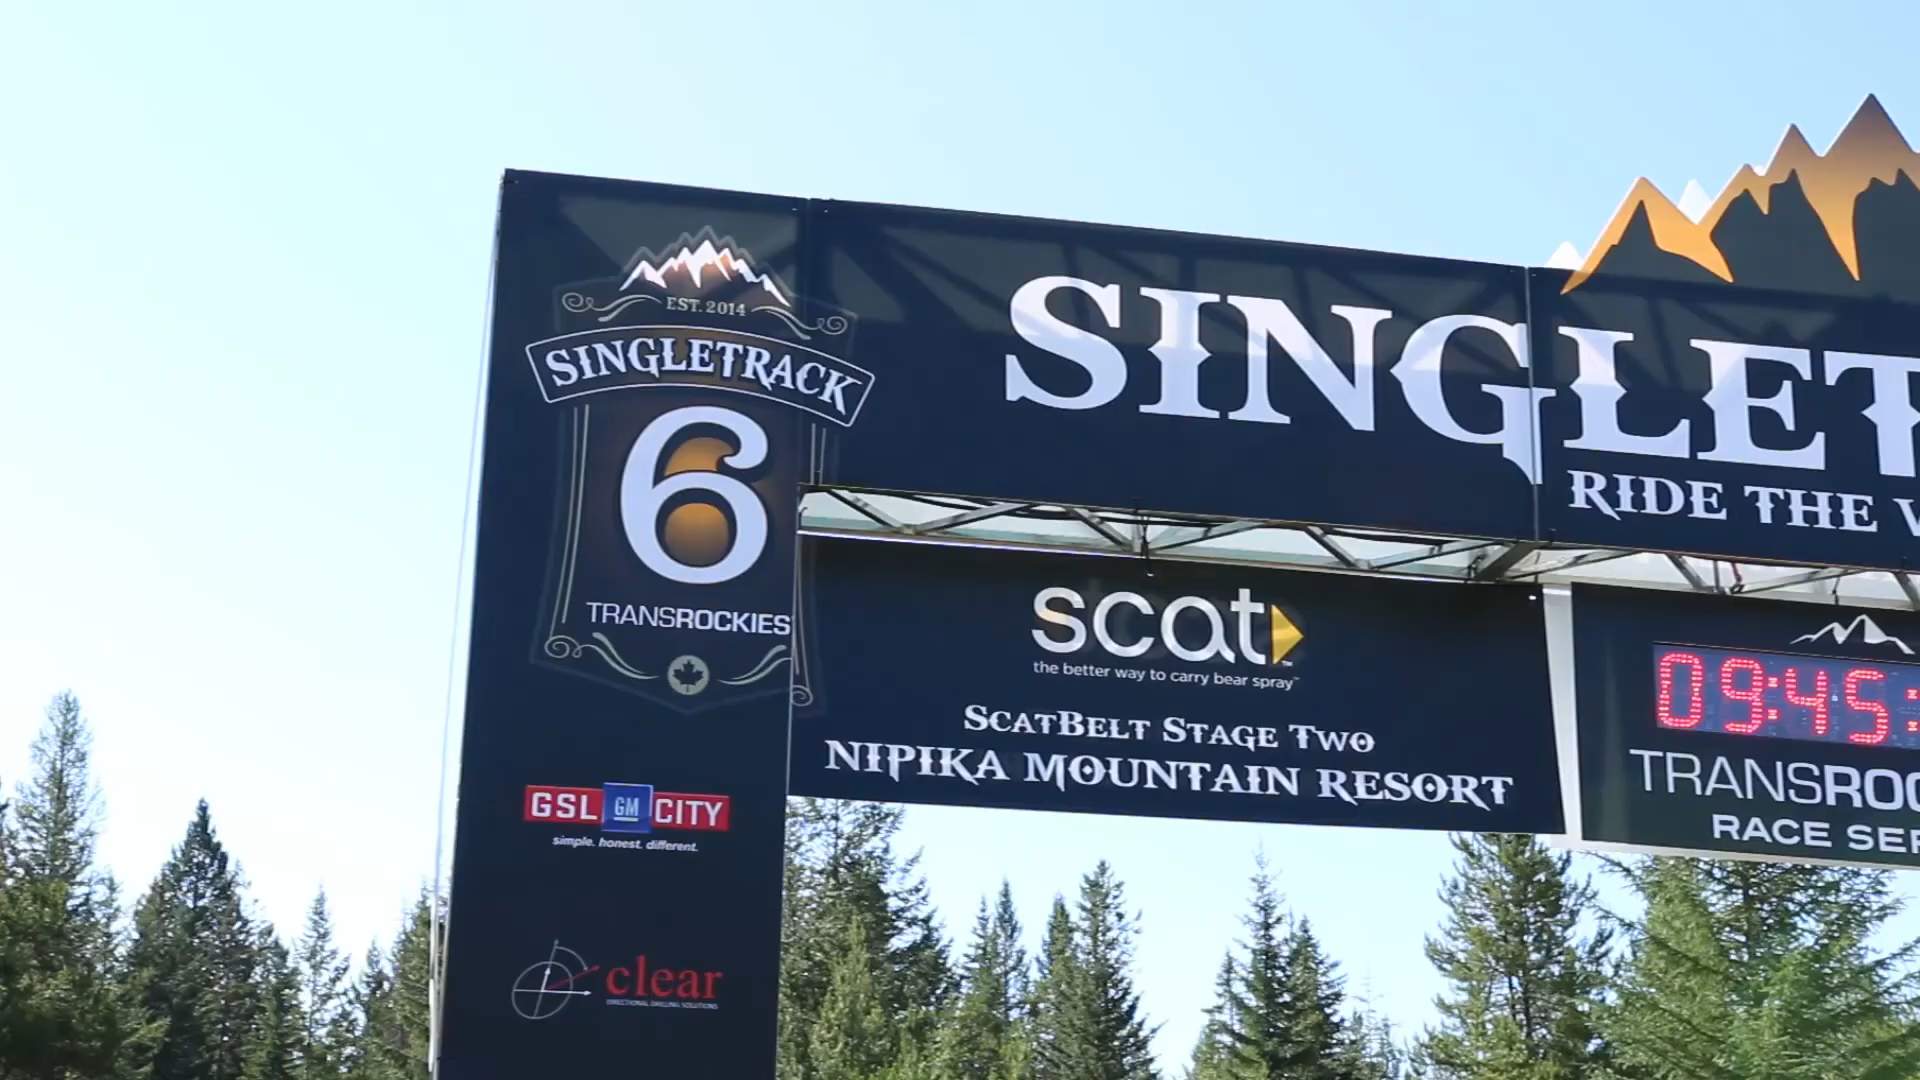 EST. 2014
SINGLETRACK
6
TRANSROCKIES
GSL GM CITY
simple. honest. different.
clear
DIRECTIONAL DRILLING SOLUTIONS
SINGLET
RIDE THE
scat
the better way to carry bear spray™
SCATBELT STAGE TWO
NIPIKA MOUNTAIN RESORT
09:45:
TRANSROC
RACE SER